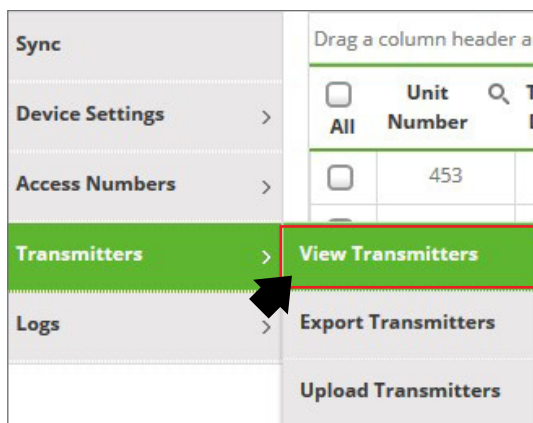 Sync
Device Settings
Access Numbers
Transmitters
Logs
Drag a column header a
All
Unit
Number
453
View Transmitters
Export Transmitters
Upload Transmitters